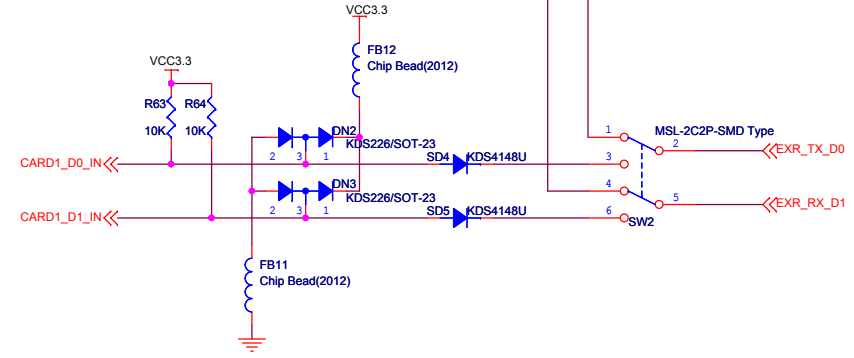 VCC3.3
FB12
Chip Bead(2012)
VCC3.3
R63
R64
10K
10K
DN2
KDS226/SOT-23
2
3
1
CARD1_D0_IN
SD4
KDS4148U
1
MSL-2C2P-SMD Type
2
EXR_TX_D0
3
DN3
KDS226/SOT-23
2
3
1
CARD1_D1_IN
SD5
KDS4148U
4
5
EXR_RX_D1
6
SW2
FB11
Chip Bead(2012)